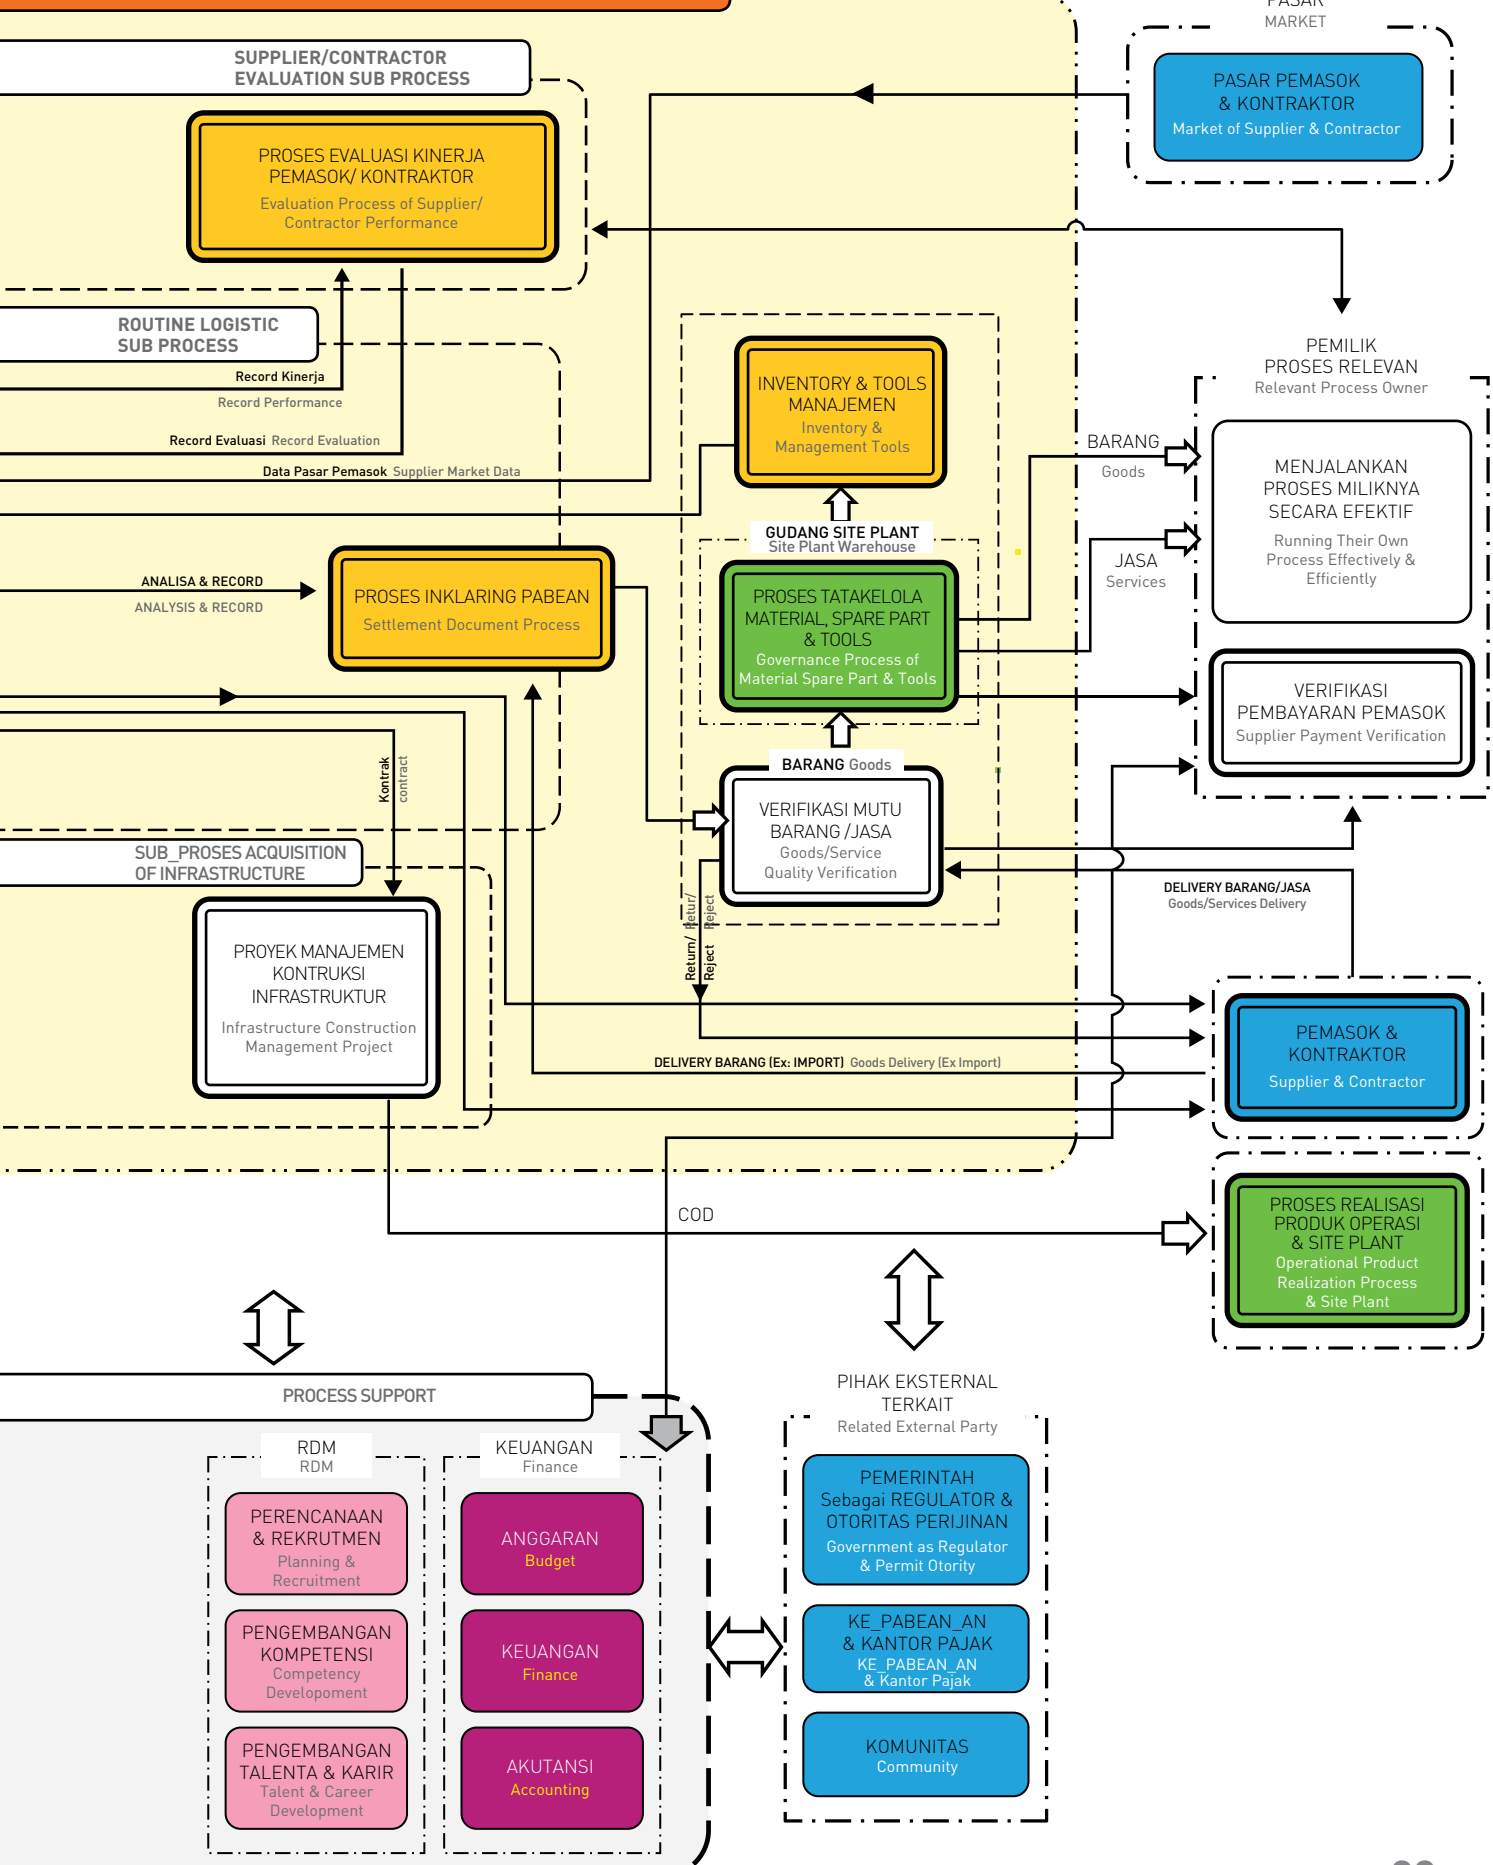 PASAR
MARKET
PASAR PEMASOK
& KONTRAKTOR
Market of Supplier & Contractor
SUPPLIER/CONTRACTOR
EVALUATION SUB PROCESS
PROSES EVALUASI KINERJA
PEMASOK/ KONTRAKTOR
Evaluation Process of Supplier/
Contractor Performance
ROUTINE LOGISTIC
SUB PROCESS
Record Kinerja
Record Performance
Record Evaluasi Record Evaluation
Data Pasar Pemasok Supplier Market Data
INVENTORY & TOOLS
MANAJEMEN
Inventory &
Management Tools
PEMILIK
PROSES RELEVAN
Relevant Process Owner
BARANG
Goods
MENJALANKAN
PROSES MILIKNYA
SECARA EFEKTIF
Running Their Own
Process Effectively &
Efficiently
JASA
Services
GUDANG SITE PLANT
Site Plant Warehouse
PROSES TATAKELOLA
MATERIAL, SPARE PART
& TOOLS
Governance Process of
Material Spare Part & Tools
ANALISA & RECORD
ANALYSIS & RECORD
PROSES INKLARING PABEAN
Settlement Document Process
VERIFIKASI
PEMBAYARAN PEMASOK
Supplier Payment Verification
Kontrak
contract
BARANG Goods
VERIFIKASI MUTU
BARANG /JASA
Goods/Service
Quality Verification
SUB_PROSES ACQUISITION
OF INFRASTRUCTURE
PROYEK MANAJEMEN
KONTRUKSI
INFRASTRUKTUR
Infrastructure Construction
Management Project
Return/ Retur/
Reject Reject
DELIVERY BARANG/JASA
Goods/Services Delivery
DELIVERY BARANG (Ex: IMPORT) Goods Delivery (Ex Import)
PEMASOK &
KONTRAKTOR
Supplier & Contractor
COD
PROSES REALISASI
PRODUK OPERASI
& SITE PLANT
Operational Product
Realization Process
& Site Plant
PROCESS SUPPORT
RDM
RDM
PERENCANAAN
& REKRUTMEN
Planning &
Recruitment
PENGEMBANGAN
KOMPETENSI
Competency
Developoment
PENGEMBANGAN
TALENTA & KARIR
Talent & Career
Development
KEUANGAN
Finance
ANGGARAN
Budget
KEUANGAN
Finance
AKUTANSI
Accounting
PIHAK EKSTERNAL
TERKAIT
Related External Party
PEMERINTAH
Sebagai REGULATOR &
OTORITAS PERIJINAN
Government as Regulator
& Permit Otority
KE_PABEAN_AN
& KANTOR PAJAK
KE_PABEAN_AN
& Kantor Pajak
KOMUNITAS
Community